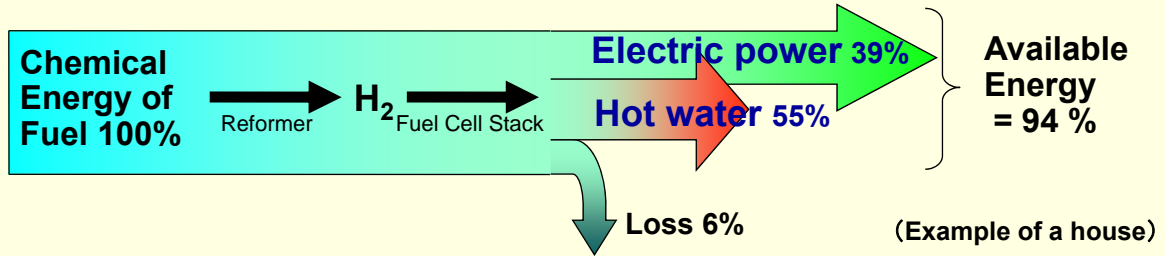 Chemical
Energy of
Fuel 100%
Reformer
H₂
Fuel Cell Stack
Electric power 39%
Hot water 55%
Loss 6%
Available
Energy
= 94 %
（Example of a house）